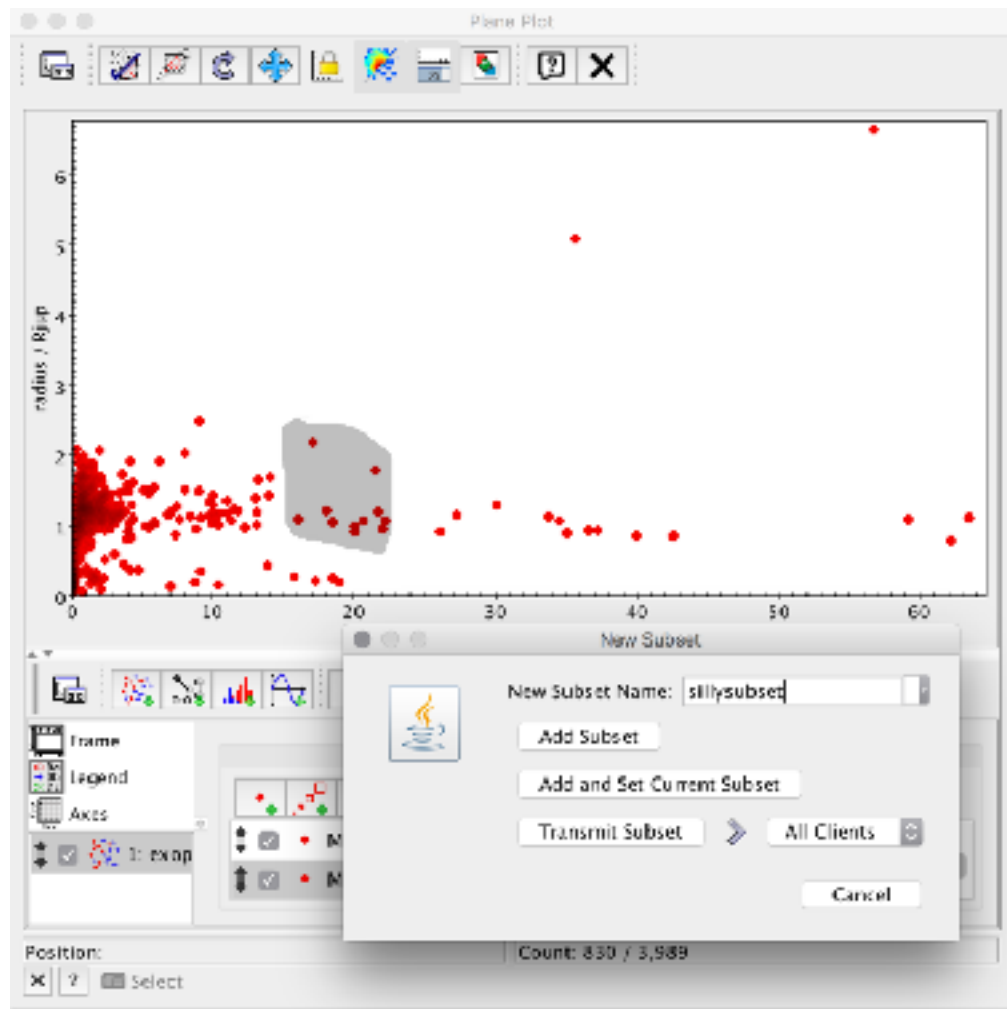 Plane Plot
6
5
4
3
2
1
0
radius / Rjup
0 10 20 30 40 50 60
New Subset
New Subset Name: sillysubset
Add Subset
Add and Set Current Subset
Transmit Subset All Clients
Cancel
Frame
Legend
Axes
1: exop
M
M
Position:
Count: 830 / 3,989
× ? Select